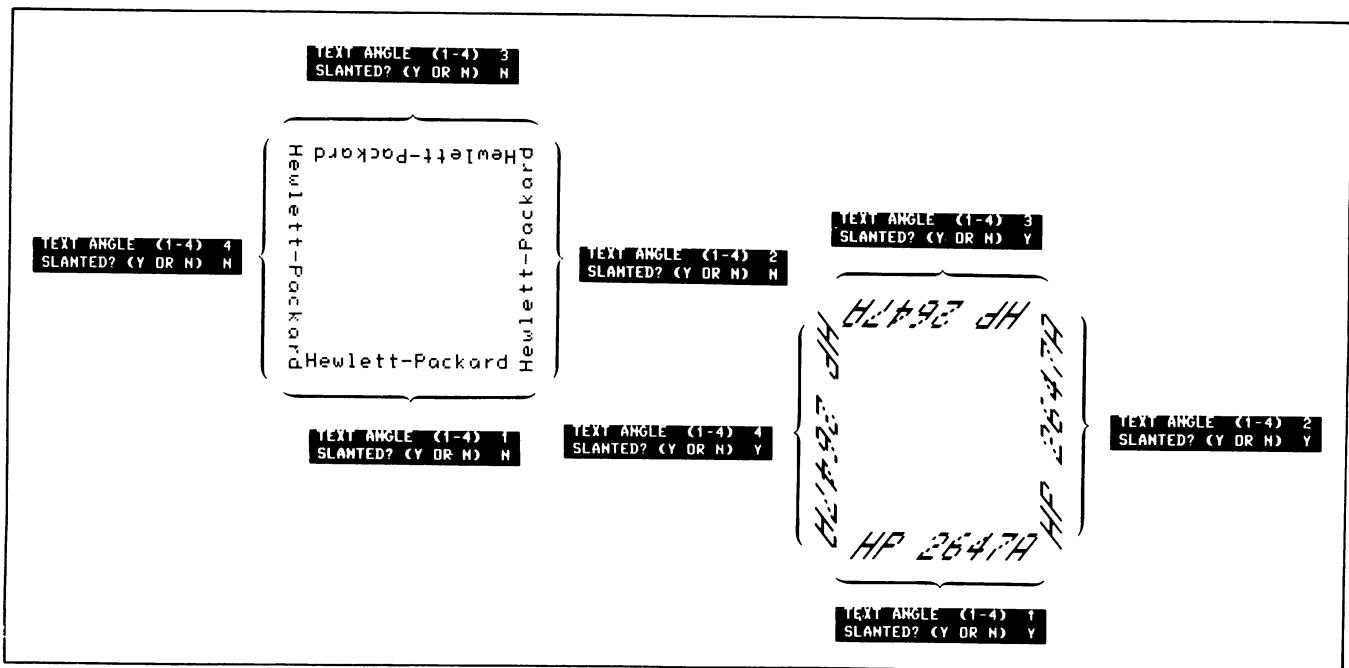 TEXT ANGLE (1-4) 3
SLANTED? (Y OR N) N
Hewlett-Packard
Hewlett-Packard
Hewlett-Packard
TEXT ANGLE (1-4) 4
SLANTED? (Y OR N) N
TEXT ANGLE (1-4) 2
SLANTED? (Y OR N) N
Hewlett-Packard
TEXT ANGLE (1-4) 1
SLANTED? (Y OR N) N
TEXT ANGLE (1-4) 3
SLANTED? (Y OR N) Y
HP 2647A
HP 2647A
HP 2647A
TEXT ANGLE (1-4) 4
SLANTED? (Y OR N) Y
TEXT ANGLE (1-4) 2
SLANTED? (Y OR N) Y
HP 2647A
TEXT ANGLE (1-4) 1
SLANTED? (Y OR N) Y